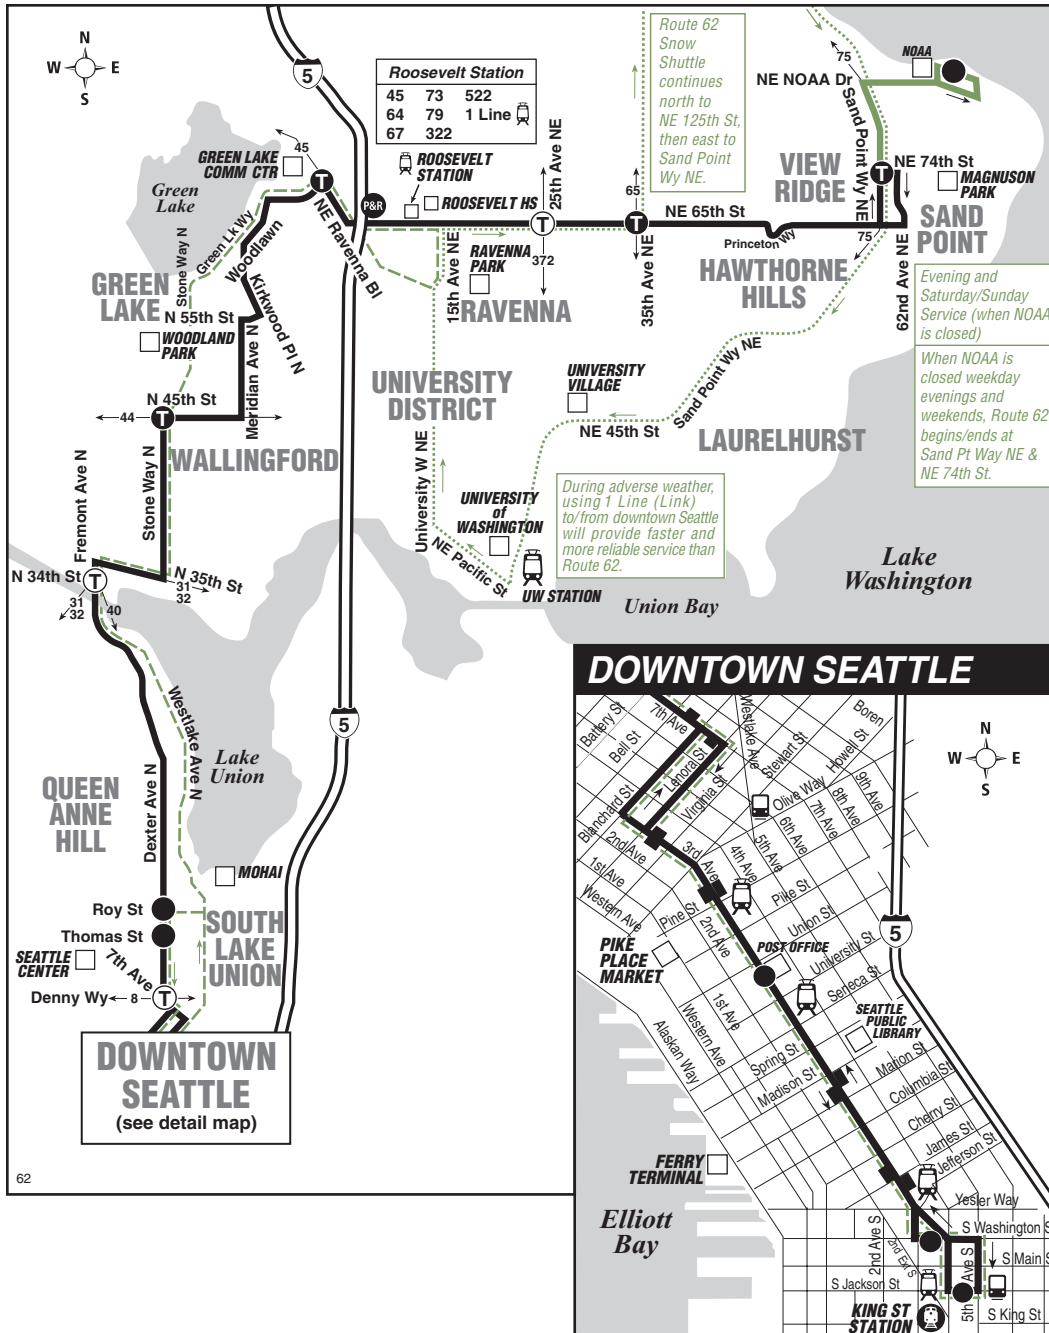 N
W E
S
5
Roosevelt Station
45 73 522
64 79 1 Line
67 322
Route 62
Snow
Shuttle
continues
north to
NE 125th St,
then east to
Sand Point
Wy NE.
75
NOAA
NE NOAA Dr
Sand Point Wy NE
GREEN LAKE
COMM CTR
45
T
Green
Lake
P&R
ROOSEVELT
STATION
ROOSEVELT HS
25th Ave NE
65
VIEW
RIDGE
T
NE 74th St
MAGNUSON
PARK
SAND
POINT
NE 65th St
T
T
372
Princeton Wy
75
62nd Ave NE
NE Ravenna Bl
Green Lk Wy
Woodlawn
Stone Way N
Kirkwood Pl N
GREEN
LAKE
N 55th St
WOODLAND
PARK
Meridian Ave N
15th Ave NE
RAVENNA
PARK
RAVENNA
35th Ave NE
HAWTHORNE
HILLS
Evening and
Saturday/Sunday
Service (when NOAA
is closed)
When NOAA is
closed weekday
evenings and
weekends, Route 62
begins/ends at
Sand Pt Way NE &
NE 74th St.
N 45th St
44
T
WALLINGFORD
UNIVERSITY
DISTRICT
UNIVERSITY
VILLAGE
Sand Point Wy NE
NE 45th St
LAURELHURST
Fremont Ave N
Stone Way N
University W NE
UNIVERSITY
of
WASHINGTON
NE Pacific St
UW STATION
During adverse weather,
using 1 Line (Link)
to/from downtown Seattle
will provide faster and
more reliable service than
Route 62.
Union Bay
Lake
Washington
N 34th St
T
N 35th St
31
32
31
32
40
Westlake Ave N
Lake
Union
5
QUEEN
ANNE
HILL
Dexter Ave N
MOHAI
Roy St
Thomas St
SEATTLE
CENTER
7th Ave
SOUTH
LAKE
UNION
Denny Wy
8
T
DOWNTOWN
SEATTLE
(see detail map)
62
DOWNTOWN SEATTLE
N
W E
S
Battery St
7th Ave
Bell St
Westlake Ave
Boren
Lenora St
Stewart St
Howell St
Virginia St
Blanchard St
Olive Way
9th Ave
8th Ave
7th Ave
6th Ave
5th Ave
4th Ave
3rd Ave
2nd Ave
1st Ave
Western Ave
Pine St
2nd Ave
Pike St
Union St
University St
5
PIKE
PLACE
MARKET
POST OFFICE
Seneca St
SEATTLE
PUBLIC
LIBRARY
1st Ave
Western Ave
Alaskan Way
Spring St
Madison St
Marion St
Columbia St
Cherry St
James St
Jefferson St
FERRY
TERMINAL
Elliott
Bay
Yesler Way
S Washington S
2nd Ave S
2nd Ext S
S Main S
Ave S
S Jackson St
5th
S King St
KING ST
STATION